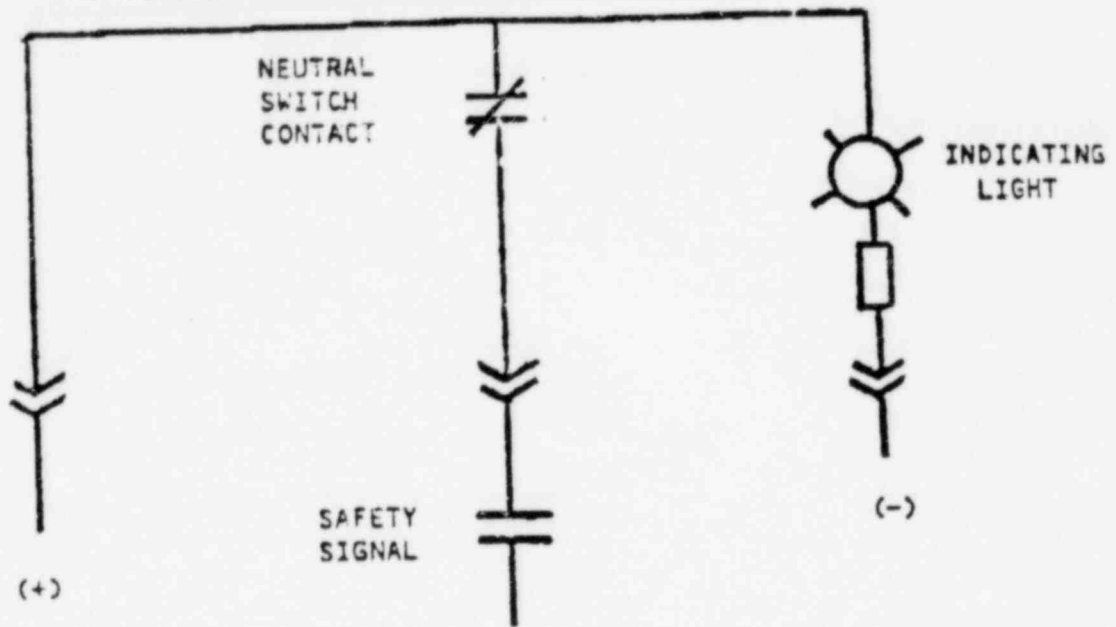 NEUTRAL
SWITCH
CONTACT
INDICATING
LIGHT
SAFETY
SIGNAL
(-)
(+)